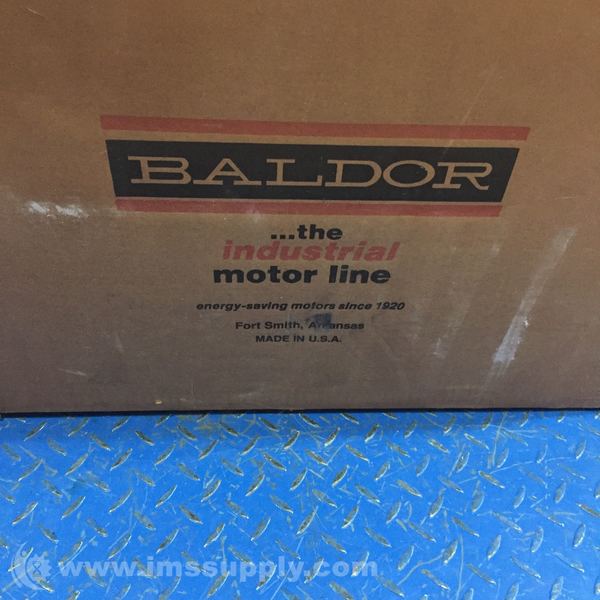 BALDOR
...the
industrial
motor line
energy-saving motors since 1920
Fort Smith, Arkansas
MADE IN U.S.A.
www.imssupply.com